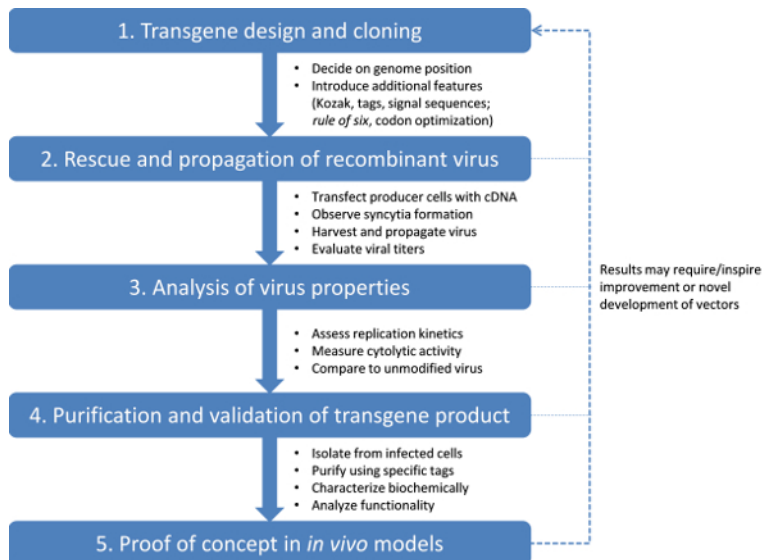 1. Transgene design and cloning
• Decide on genome position
• Introduce additional features
(Kozak, tags, signal sequences;
rule of six, codon optimization)
2. Rescue and propagation of recombinant virus
• Transfect producer cells with cDNA
• Observe syncytia formation
• Harvest and propagate virus
• Evaluate viral titers
3. Analysis of virus properties
• Assess replication kinetics
• Measure cytolytic activity
• Compare to unmodified virus
4. Purification and validation of transgene product
• Isolate from infected cells
• Purify using specific tags
• Characterize biochemically
• Analyze functionality
5. Proof of concept in in vivo models
Results may require/inspire
improvement or novel
development of vectors